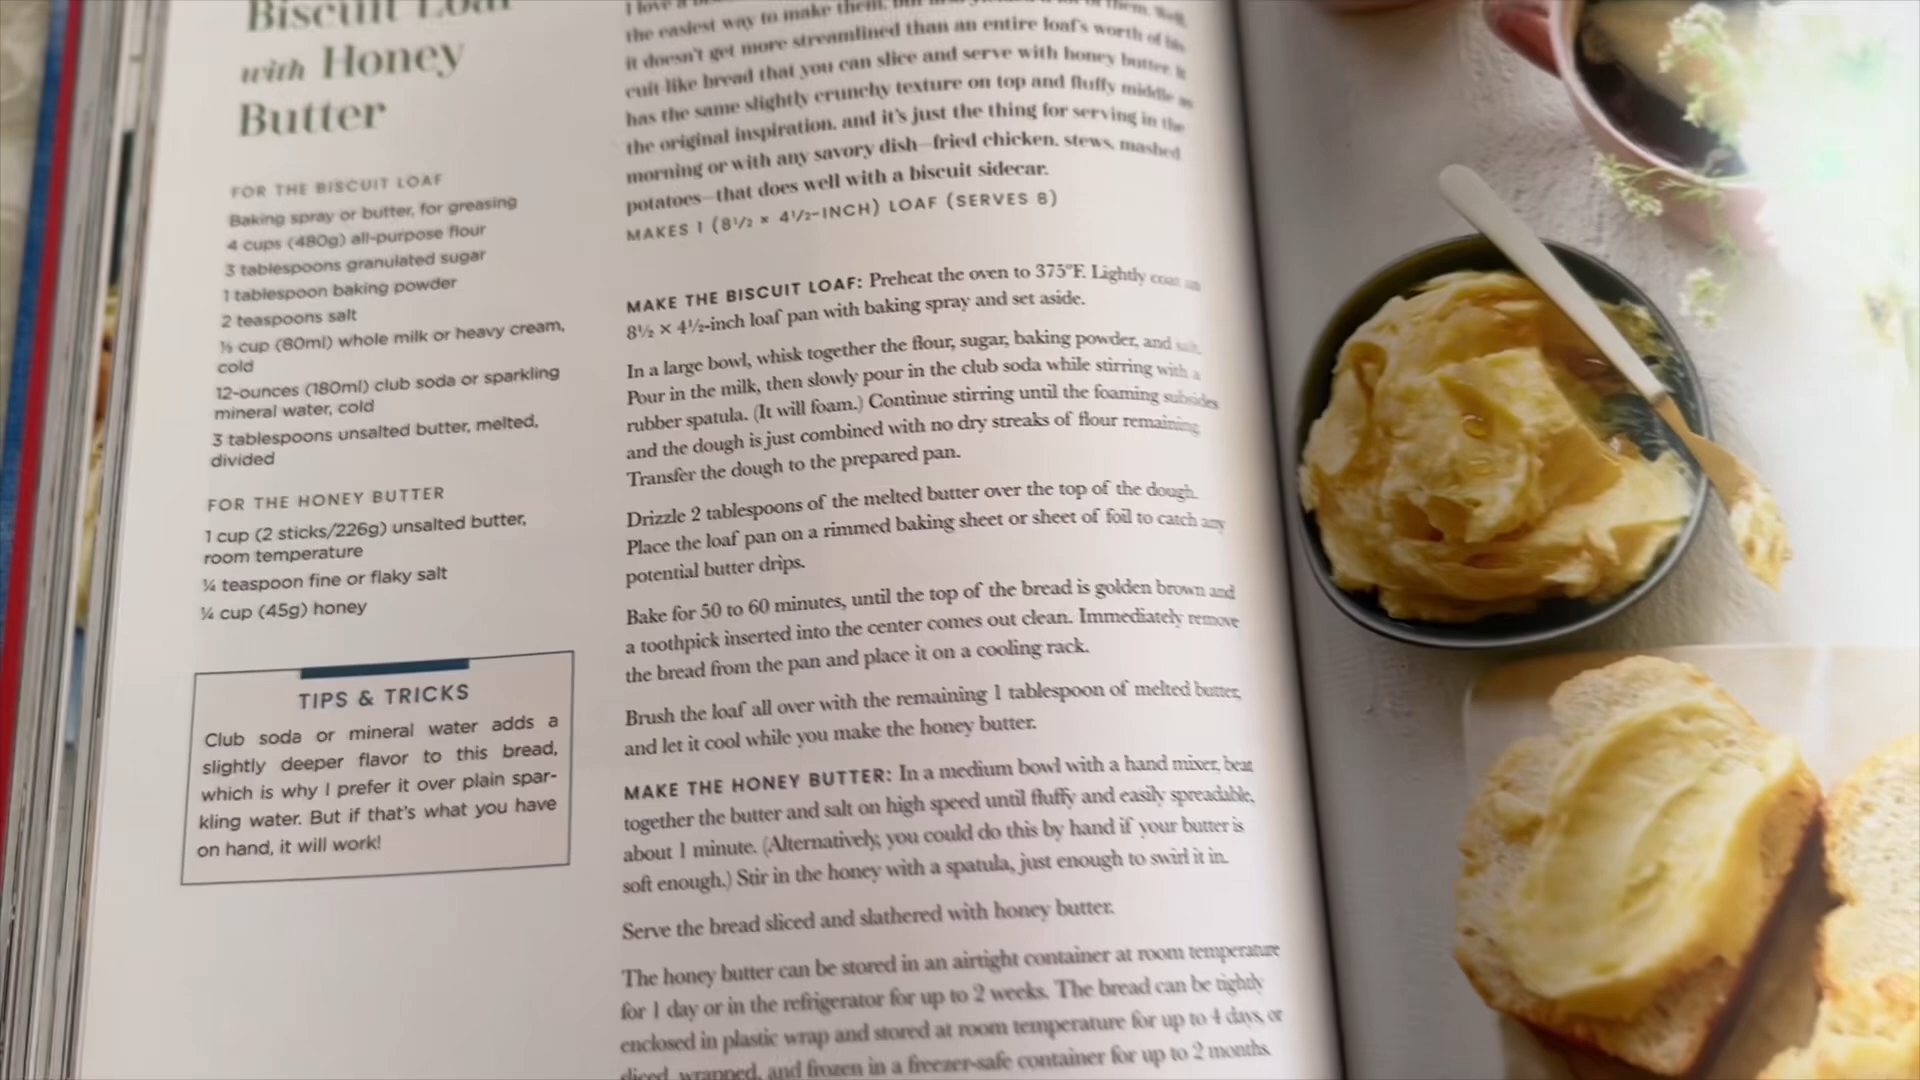 Biscuit Loaf
with Honey
Butter
FOR THE BISCUIT LOAF
Baking spray or butter, for greasing
4 cups (480g) all-purpose flour
3 tablespoons granulated sugar
1 tablespoon baking powder
2 teaspoons salt
⅓ cup (80ml) whole milk or heavy cream,
cold
12-ounces (180ml) club soda or sparkling
mineral water, cold
3 tablespoons unsalted butter, melted,
divided
FOR THE HONEY BUTTER
1 cup (2 sticks/226g) unsalted butter,
room temperature
¼ teaspoon fine or flaky salt
¼ cup (45g) honey
TIPS & TRICKS
Club soda or mineral water adds a
slightly deeper flavor to this bread,
which is why I prefer it over plain spar-
kling water. But if that's what you have
on hand, it will work!
I love a
the easiest way to make them, but of them. Well,
it doesn't get more streamlined than an entire loaf's worth of bis-
cuit-like bread that you can slice and serve with honey butter. It
has the same slightly crunchy texture on top and fluffy middle as
the original inspiration, and it's just the thing for serving in the
morning or with any savory dish—fried chicken, stews, mashed
potatoes—that does well with a biscuit sidecar.
MAKES 1 (8½ × 4½-INCH) LOAF (SERVES 8)
MAKE THE BISCUIT LOAF: Preheat the oven to 375°F. Lightly coat an
8½ × 4½-inch loaf pan with baking spray and set aside.
In a large bowl, whisk together the flour, sugar, baking powder, and salt.
Pour in the milk, then slowly pour in the club soda while stirring with a
rubber spatula. (It will foam.) Continue stirring until the foaming subsides
and the dough is just combined with no dry streaks of flour remaining.
Transfer the dough to the prepared pan.
Drizzle 2 tablespoons of the melted butter over the top of the dough.
Place the loaf pan on a rimmed baking sheet or sheet of foil to catch any
potential butter drips.
Bake for 50 to 60 minutes, until the top of the bread is golden brown and
a toothpick inserted into the center comes out clean. Immediately remove
the bread from the pan and place it on a cooling rack.
Brush the loaf all over with the remaining 1 tablespoon of melted butter,
and let it cool while you make the honey butter.
MAKE THE HONEY BUTTER: In a medium bowl with a hand mixer, beat
together the butter and salt on high speed until fluffy and easily spreadable,
about 1 minute. (Alternatively, you could do this by hand if your butter is
soft enough.) Stir in the honey with a spatula, just enough to swirl it in.
Serve the bread sliced and slathered with honey butter.
The honey butter can be stored in an airtight container at room temperature
for 1 day or in the refrigerator for up to 2 weeks. The bread can be tightly
enclosed in plastic wrap and stored at room temperature for up to 4 days, or
sliced, wrapped, and frozen in a freezer-safe container for up to 2 months.